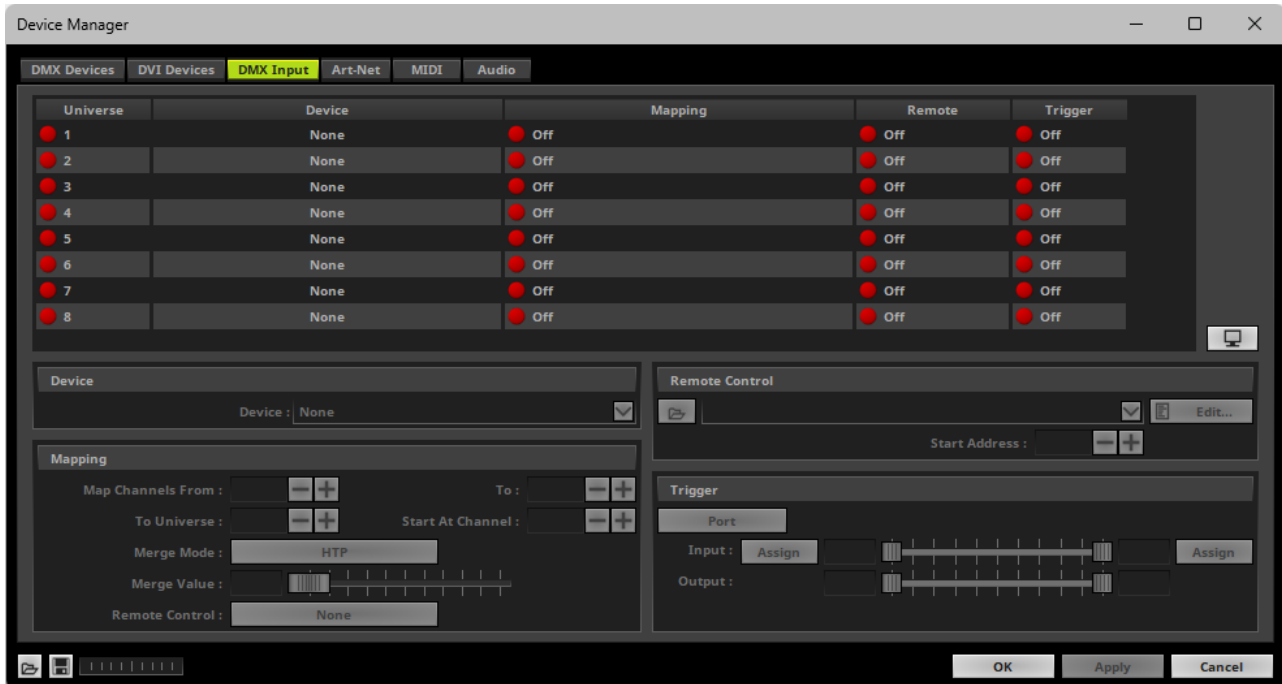 Device Manager
DMX Devices DVI Devices DMX Input Art-Net MIDI Audio
Universe Device Mapping Remote Trigger
1 None Off Off Off
2 None Off Off Off
3 None Off Off Off
4 None Off Off Off
5 None Off Off Off
6 None Off Off Off
7 None Off Off Off
8 None Off Off Off
Device
Device : None
Mapping
Map Channels From : To :
To Universe : Start At Channel :
Merge Mode : HTP
Merge Value :
Remote Control : None
Remote Control
Edit...
Start Address :
Trigger
Port
Input : Assign Assign
Output :
OK Apply Cancel